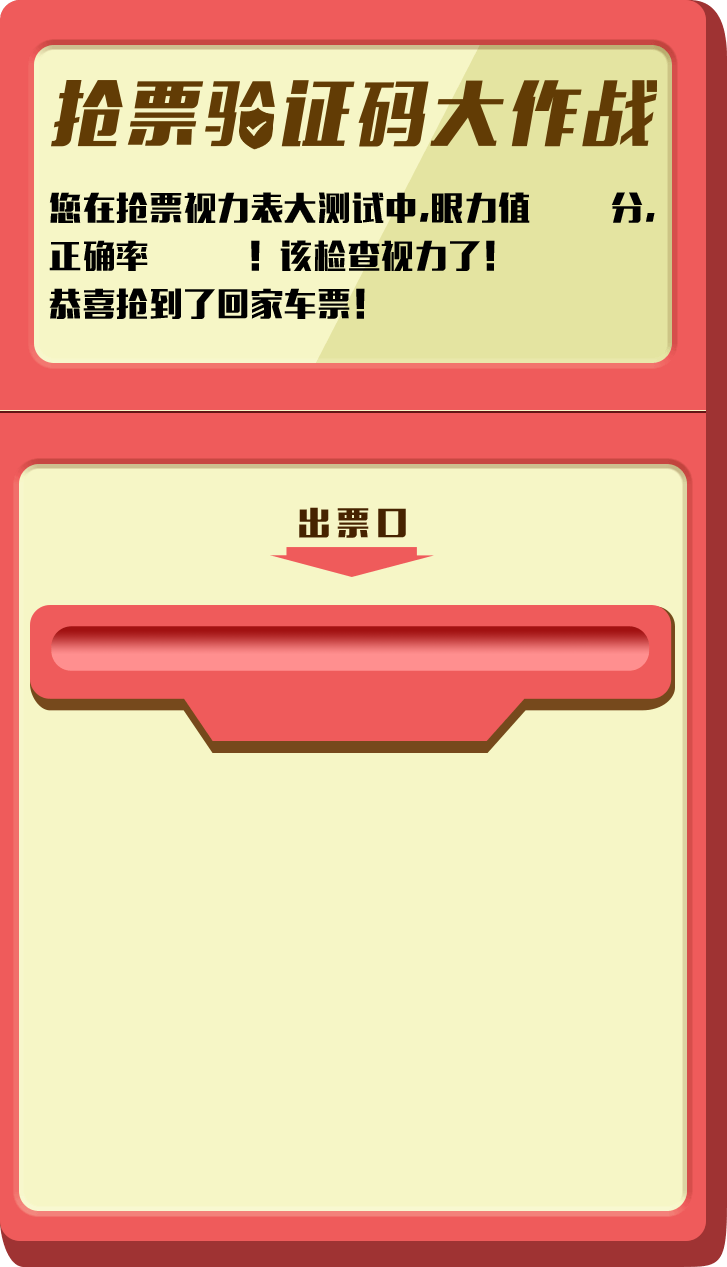 抢票验证码大作战
您在抢票视力表大测试中,眼力值 分,
正确率 ! 该检查视力了!
恭喜抢到了回家车票!
出票口